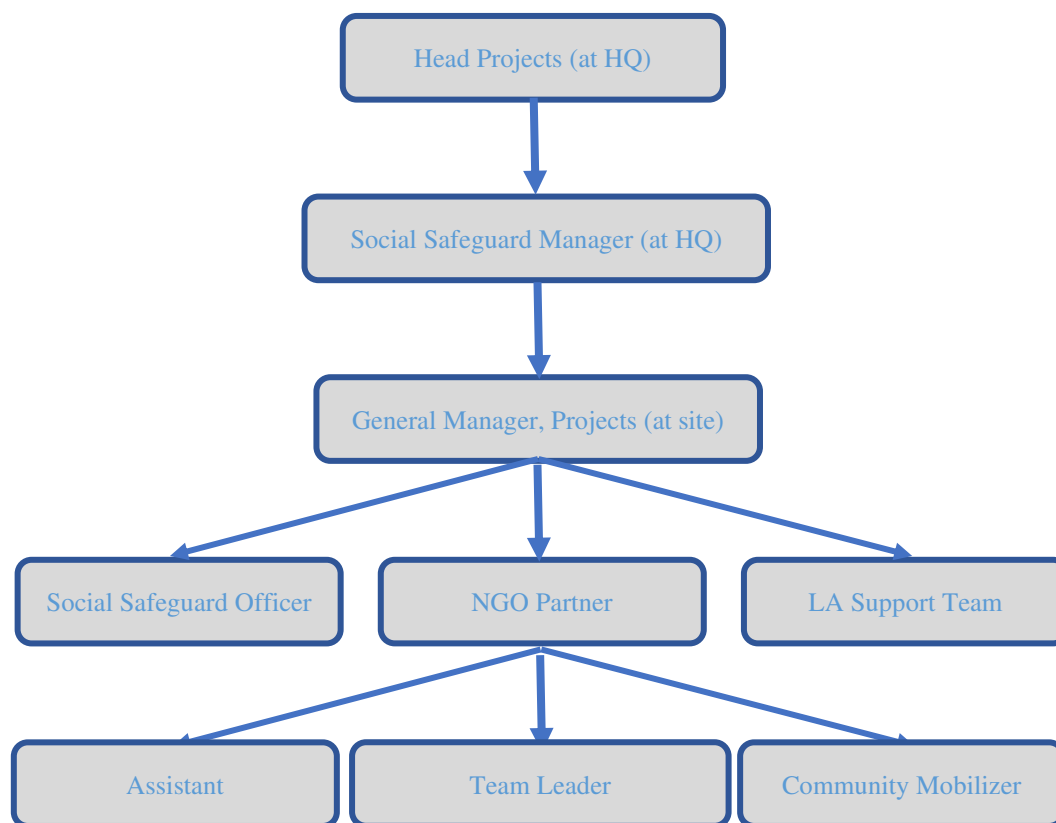 Head Projects (at HQ)
Social Safeguard Manager (at HQ)
General Manager, Projects (at site)
Social Safeguard Officer
NGO Partner
LA Support Team
Assistant
Team Leader
Community Mobilizer